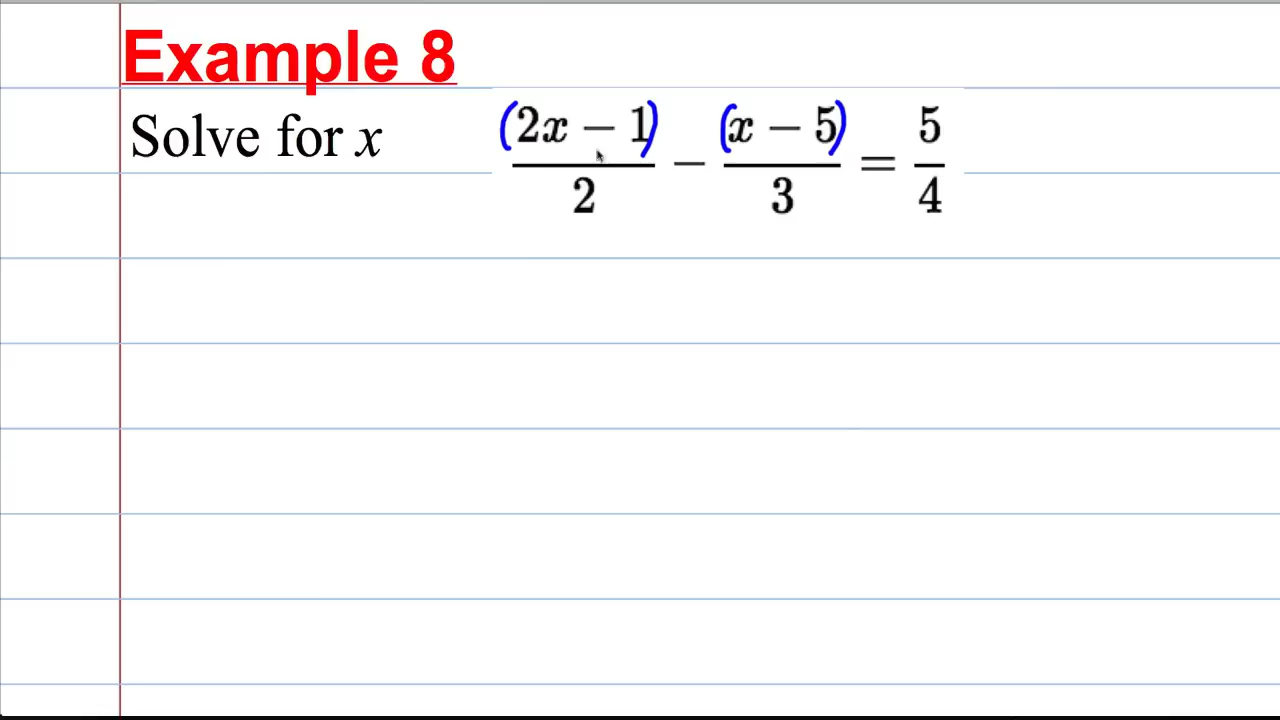 Example 8
Solve for x (2x − 1)/2 − (x − 5)/3 = 5/4